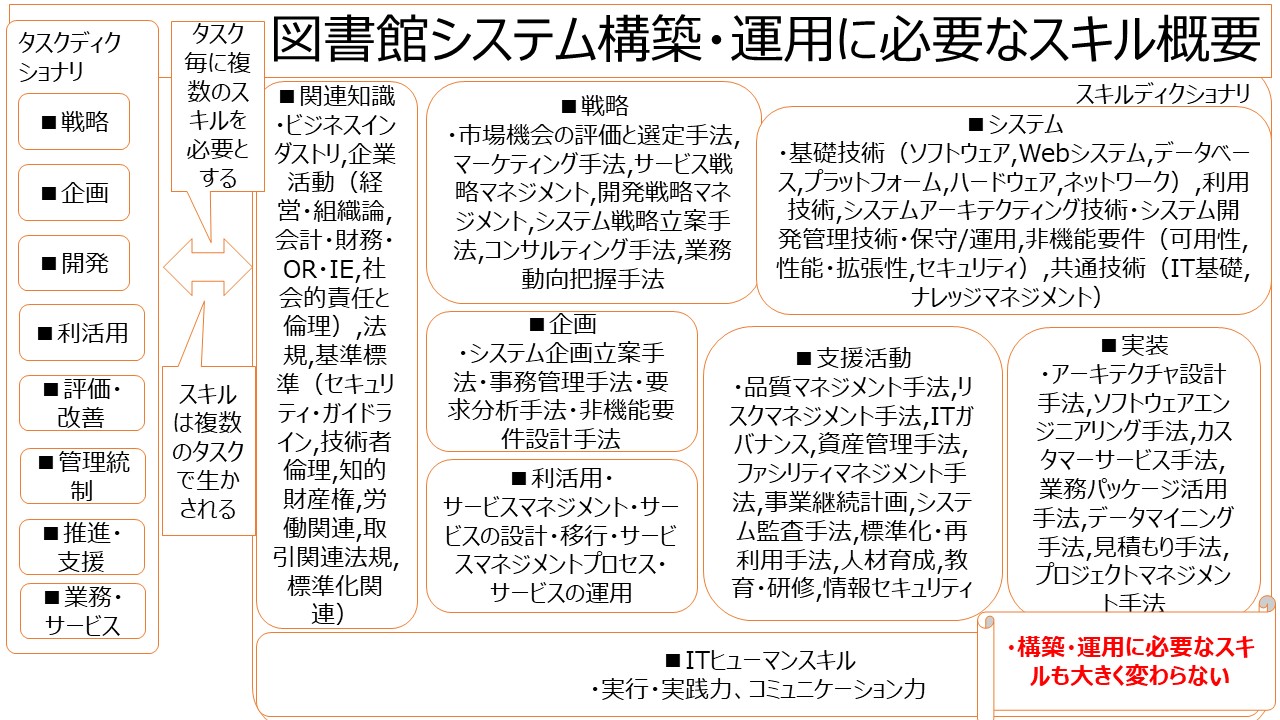 図書館システム構築・運用に必要なスキル概要
タスクディク
ショナリ
■戦略
■企画
■開発
■利活用
■評価・
改善
■管理統
制
■推進・
支援
■業務・
サービス
タスク
毎に複
数のス
キルを
必要と
する
スキル
は複数
のタスク
で生か
される
スキルディクショナリ
■関連知識
・ビジネスイン
ダストリ,企業
活動（経
営・組織論,
会計・財務・
OR・IE,社
会的責任と
倫理）,法
規,基準標
準（セキュリ
ティ・ガイドラ
イン,技術者
倫理,知的
財産権,労
働関連,取
引関連法規,
標準化関
連）
■戦略
・市場機会の評価と選定手法,
マーケティング手法,サービス戦
略マネジメント,開発戦略マネ
ジメント,システム戦略立案手
法,コンサルティング手法,業務
動向把握手法
■システム
・基礎技術（ソフトウェア,Webシステム,データベー
ス,プラットフォーム,ハードウェア,ネットワーク）,利用
技術,システムアーキテクティング技術・システム開
発管理技術・保守/運用,非機能要件（可用性,
性能・拡張性,セキュリティ）,共通技術（IT基礎,
ナレッジマネジメント）
■企画
・システム企画立案手
法・事務管理手法・要
求分析手法・非機能要
件設計手法
■利活用・
サービスマネジメント・サー
ビスの設計・移行・サービ
スマネジメントプロセス・
サービスの運用
■支援活動
・品質マネジメント手法,リ
スクマネジメント手法,ITガ
バナンス,資産管理手法,
ファシリティマネジメント手
法,事業継続計画,システ
ム監査手法,標準化・再
利用手法,人材育成,教
育・研修,情報セキュリティ
■実装
・アーキテクチャ設計
手法,ソフトウェアエン
ジニアリング手法,カス
タマーサービス手法,
業務パッケージ活用
手法,データマイニング
手法,見積もり手法,
プロジェクトマネジメン
ト手法
■ITヒューマンスキル
・実行・実践力、コミュニケーション力
・構築・運用に必要なスキ
ルも大きく変わらない